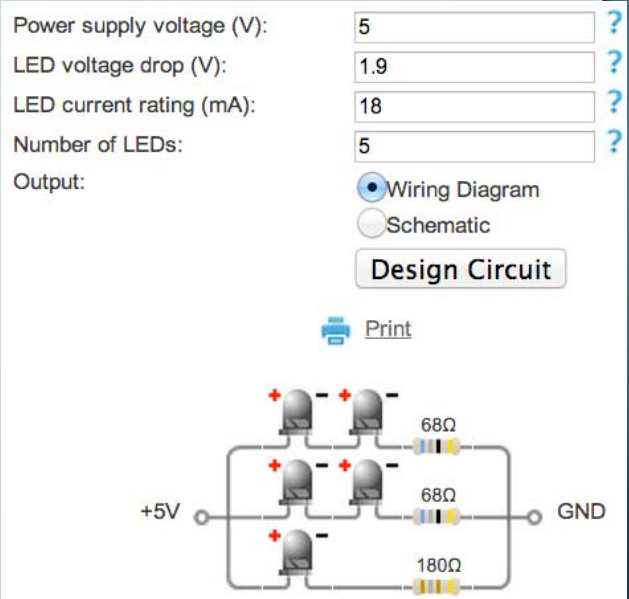 Power supply voltage (V): 5 ?
LED voltage drop (V): 1.9 ?
LED current rating (mA): 18 ?
Number of LEDs: 5 ?
Output: Wiring Diagram
Schematic
Design Circuit
Print
+ - + -
68Ω
+ - + -
68Ω
+5V GND
+ -
180Ω